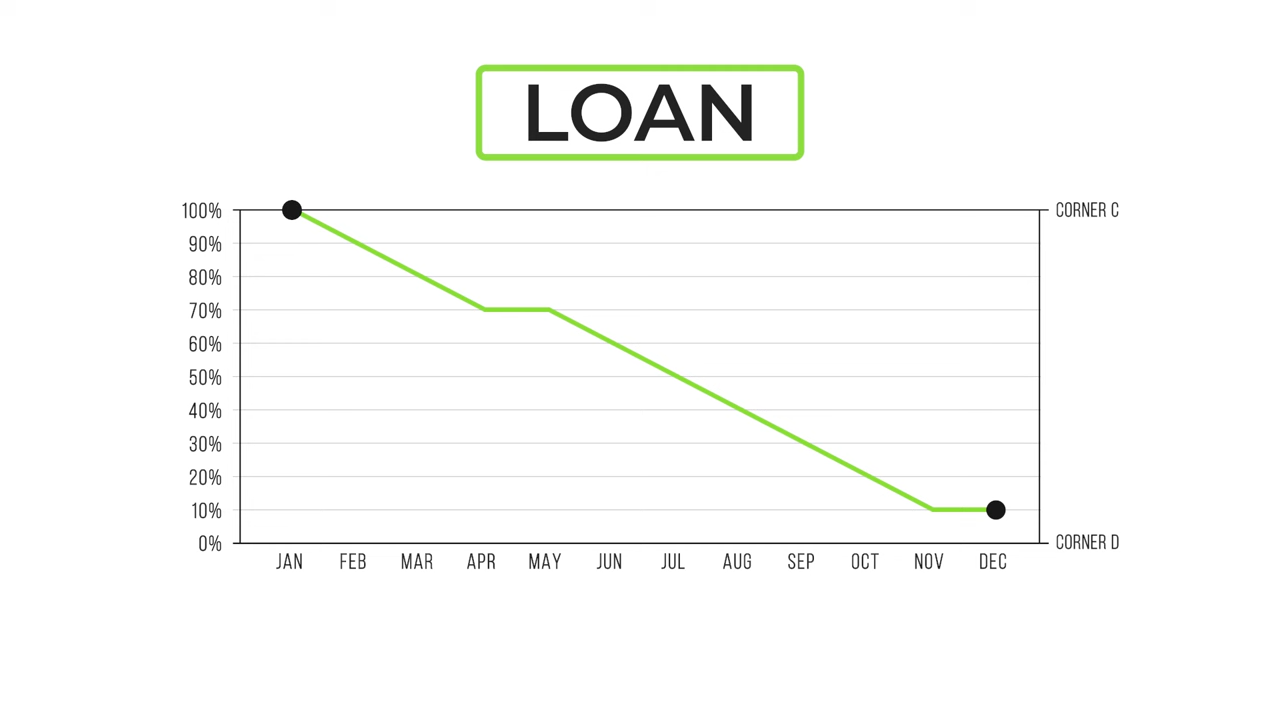 LOAN
100%
CORNER C
90%
80%
70%
60%
50%
40%
30%
20%
10%
0%
CORNER D
JAN FEB MAR APR MAY JUN JUL AUG SEP OCT NOV DEC